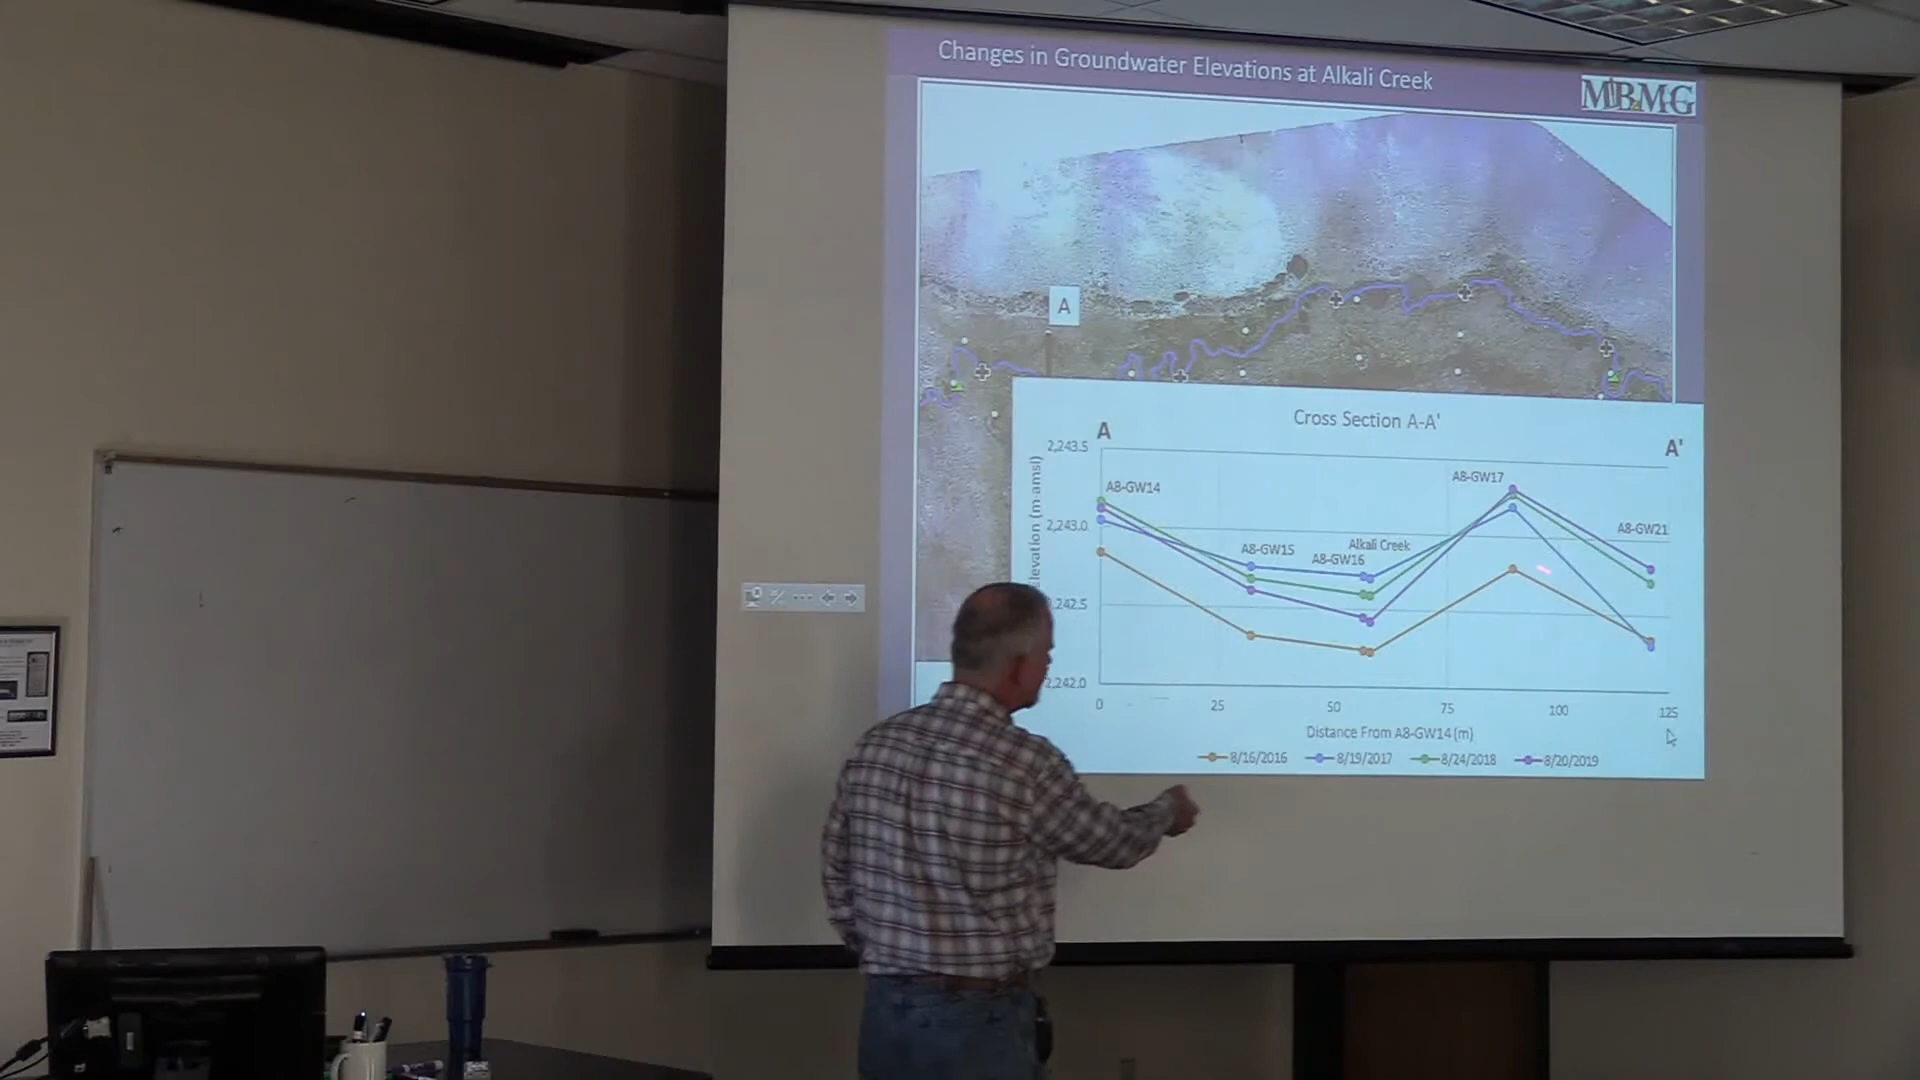 Changes in Groundwater Elevations at Alkali Creek
MBMG
A
Cross Section A-A'
A
A'
2,243.5
2,243.0
2,242.5
2,242.0
Elevation (m-amsl)
A8-GW14
A8-GW15
A8-GW16
Alkali Creek
A8-GW17
A8-GW21
0
25
50
75
100
125
Distance From A8-GW14 (m)
8/16/2016
8/19/2017
8/24/2018
8/20/2019